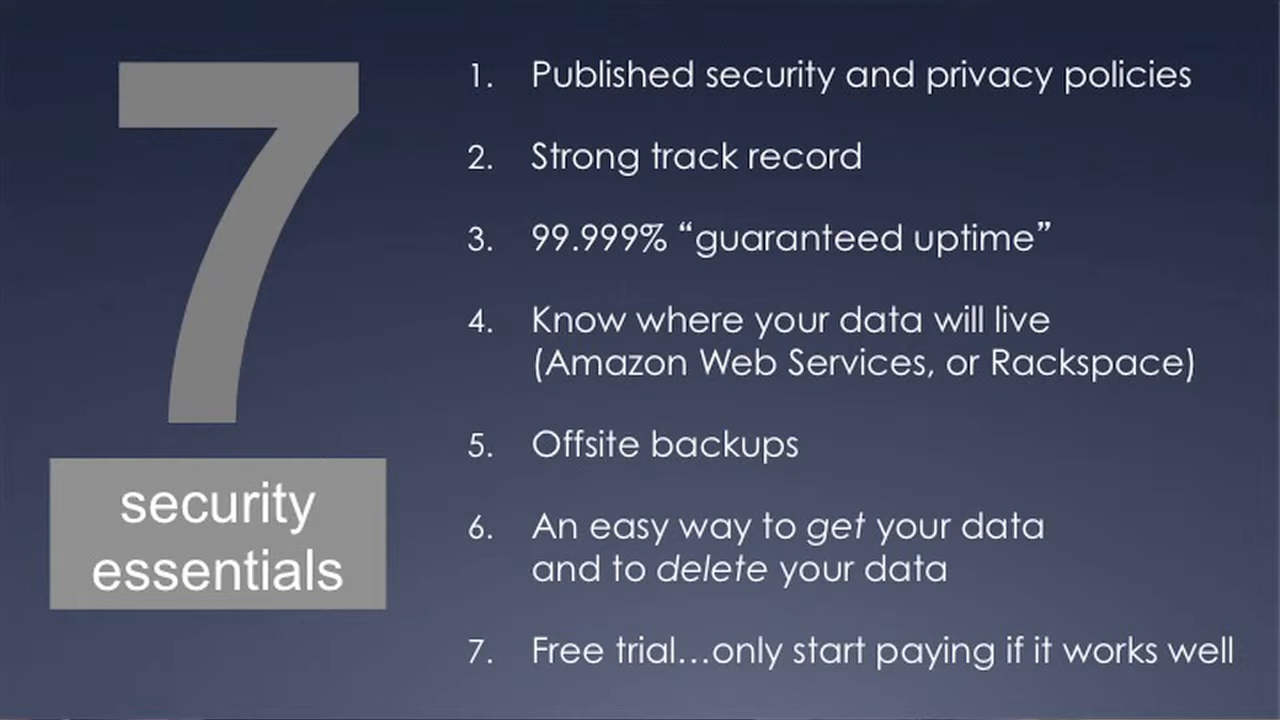 7
security
essentials
1. Published security and privacy policies
2. Strong track record
3. 99.999% “guaranteed uptime”
4. Know where your data will live
(Amazon Web Services, or Rackspace)
5. Offsite backups
6. An easy way to get your data
and to delete your data
7. Free trial...only start paying if it works well